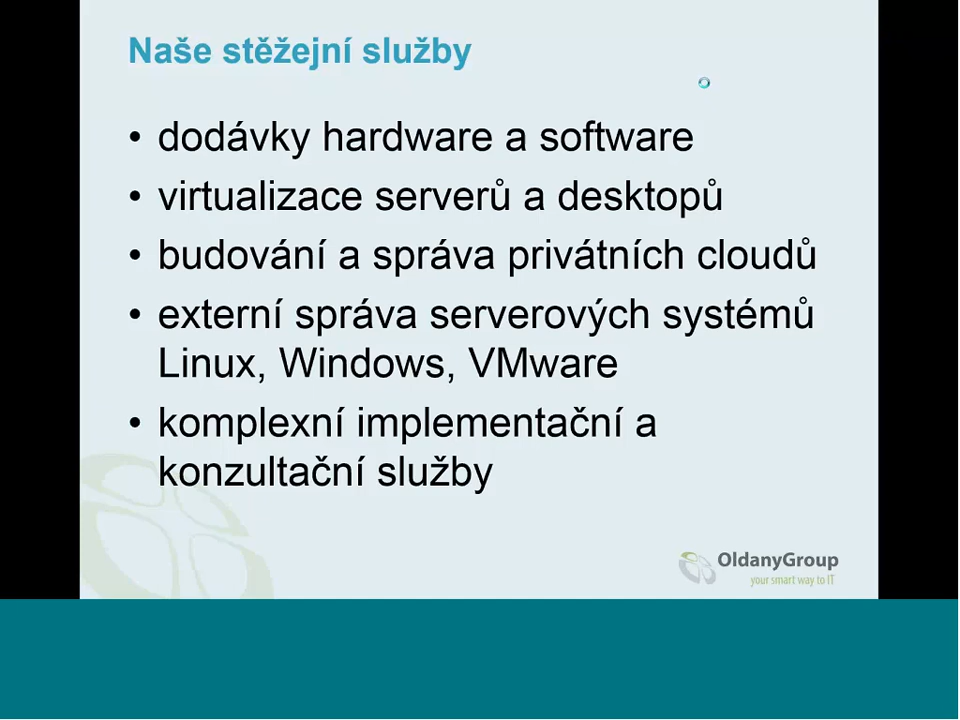 Naše stěžejní služby
• dodávky hardware a software
• virtualizace serverů a desktopů
• budování a správa privátních cloudů
• externí správa serverových systémů
Linux, Windows, VMware
• komplexní implementační a
konzultační služby
OldanyGroup
your smart way to IT